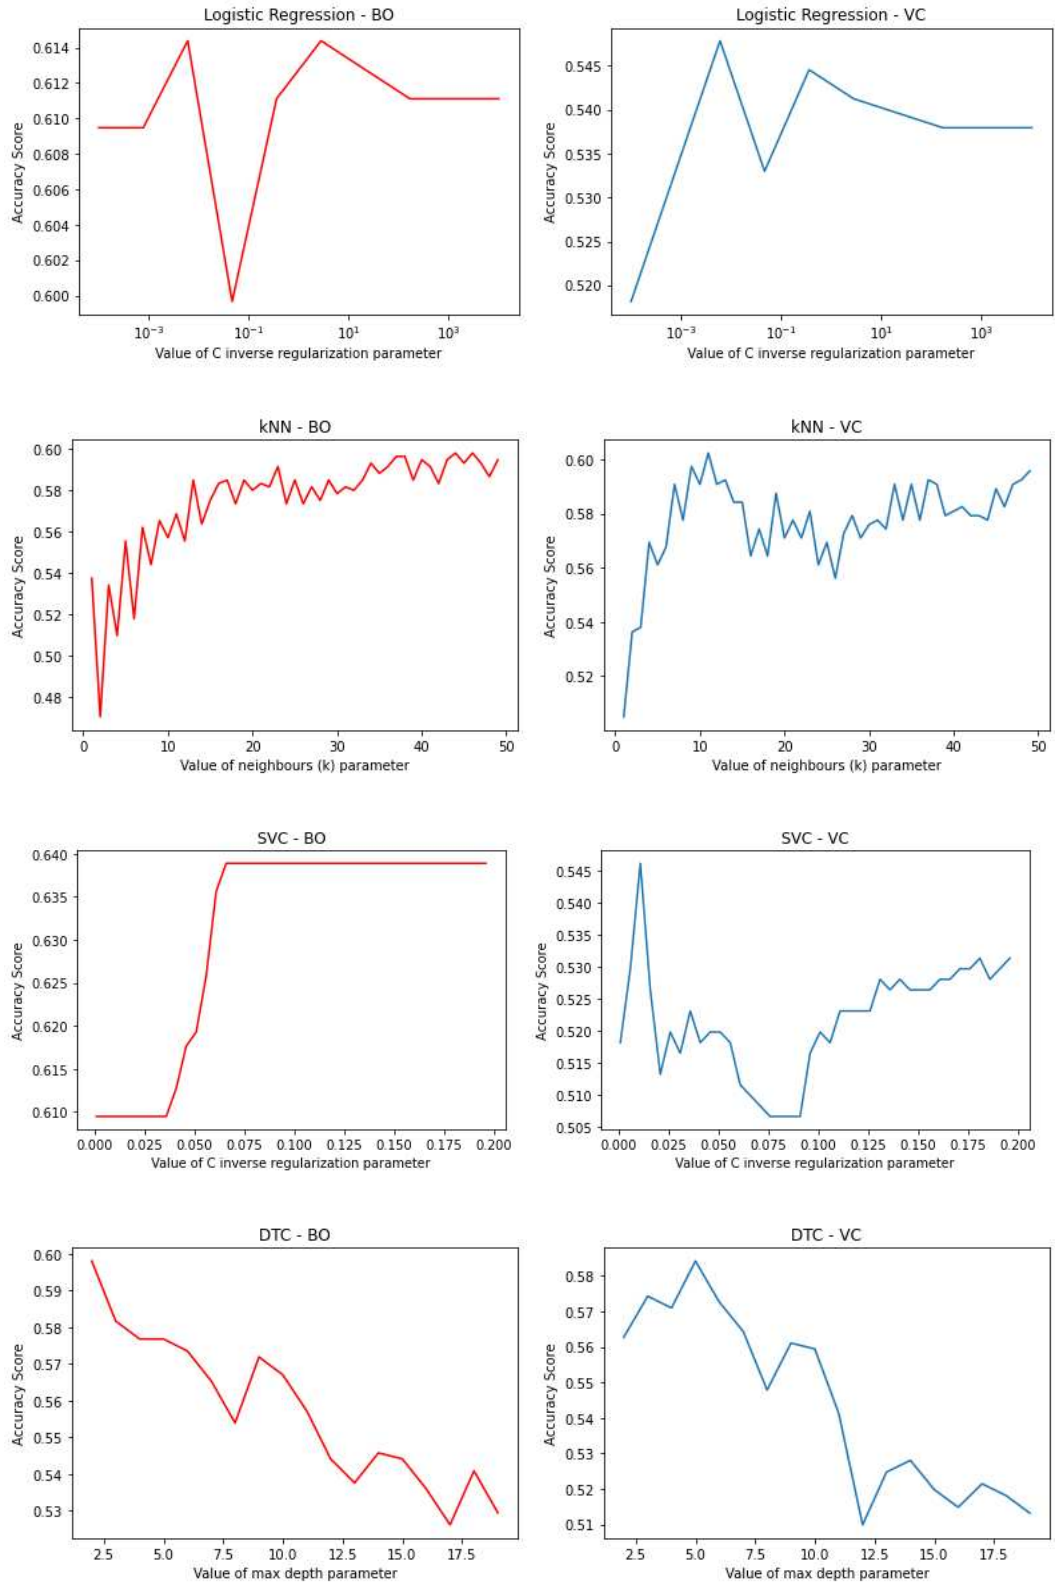 Logistic Regression - BO
Accuracy Score
0.614
0.612
0.610
0.608
0.606
0.604
0.602
0.600
10⁻³ 10⁻¹ 10¹ 10³
Value of C inverse regularization parameter
Logistic Regression - VC
Accuracy Score
0.545
0.540
0.535
0.530
0.525
0.520
10⁻³ 10⁻¹ 10¹ 10³
Value of C inverse regularization parameter
kNN - BO
Accuracy Score
0.60
0.58
0.56
0.54
0.52
0.50
0.48
0 10 20 30 40 50
Value of neighbours (k) parameter
kNN - VC
Accuracy Score
0.60
0.58
0.56
0.54
0.52
0 10 20 30 40 50
Value of neighbours (k) parameter
SVC - BO
Accuracy Score
0.640
0.635
0.630
0.625
0.620
0.615
0.610
0.000 0.025 0.050 0.075 0.100 0.125 0.150 0.175 0.200
Value of C inverse regularization parameter
SVC - VC
Accuracy Score
0.545
0.540
0.535
0.530
0.525
0.520
0.515
0.510
0.505
0.000 0.025 0.050 0.075 0.100 0.125 0.150 0.175 0.200
Value of C inverse regularization parameter
DTC - BO
Accuracy Score
0.60
0.59
0.58
0.57
0.56
0.55
0.54
0.53
2.5 5.0 7.5 10.0 12.5 15.0 17.5
Value of max depth parameter
DTC - VC
Accuracy Score
0.58
0.57
0.56
0.55
0.54
0.53
0.52
0.51
2.5 5.0 7.5 10.0 12.5 15.0 17.5
Value of max depth parameter